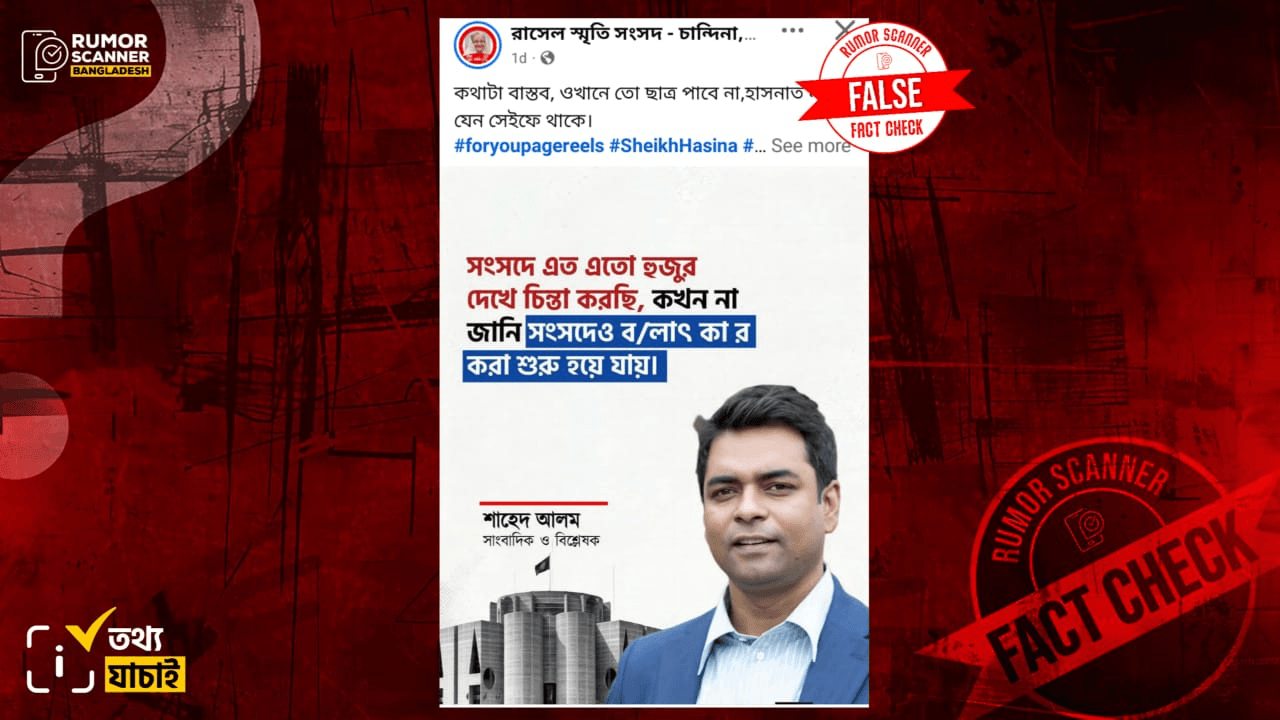 RUMOR
SCANNER
BANGLADESH
রাসেল স্মৃতি সংসদ - চান্দিনা,...
1d ·
কথাটা বাস্তব, ওখানে তো ছাত্র পাবে না,হাসনাত
যেন সেইফে থাকে।
#foryoupagereels #SheikhHasina #... See more
RUMOR SCANNER
FALSE
FACT CHECK
সংসদে এত এতো হুজুর
দেখে চিন্তা করছি, কখন না
জানি সংসদেও ব/লাৎ কা র
করা শুরু হয়ে যায়।
শাহেদ আলম
সাংবাদিক ও বিশ্লেষক
তথ্য
যাচাই
RUMOR SCANNER
FACT CHECK